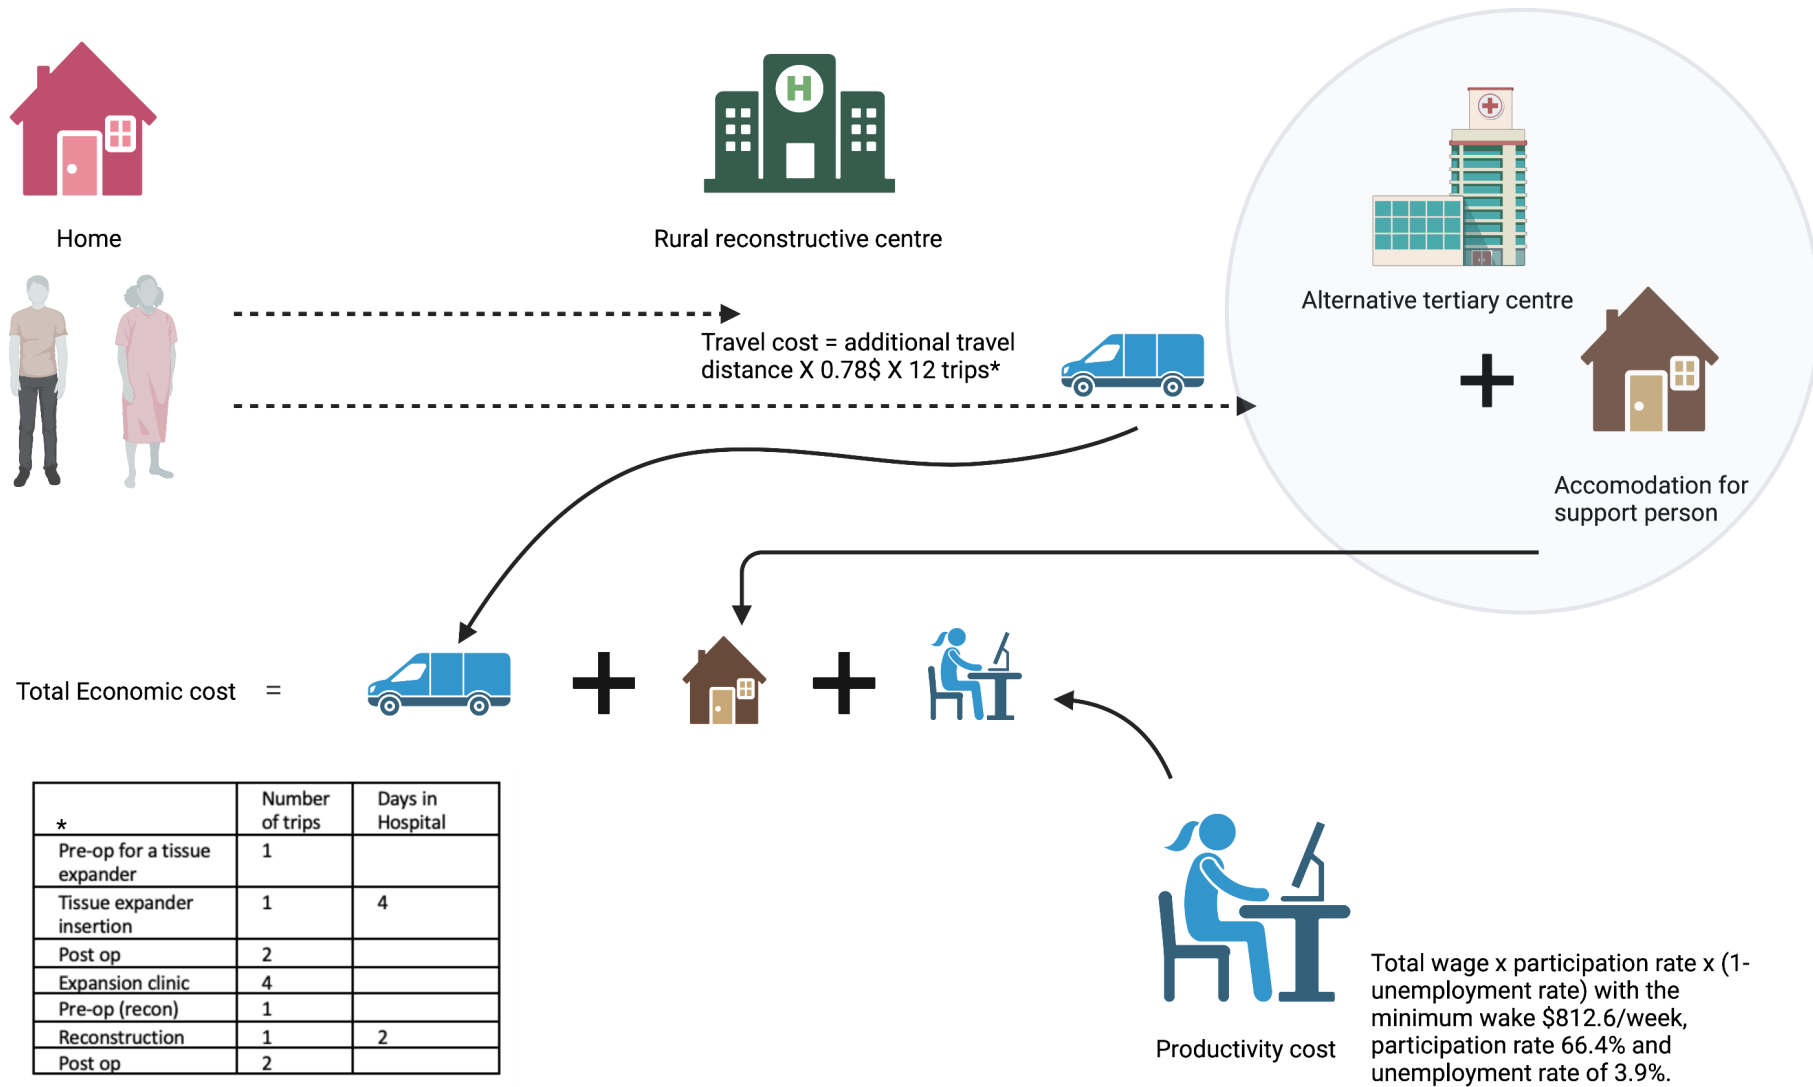 H
Home
Rural reconstructive centre
Alternative tertiary centre
Travel cost = additional travel
distance X 0.78$ X 12 trips*
Accomodation for
support person
Total Economic cost =
* Number of trips Days in Hospital
Pre-op for a tissue expander 1
Tissue expander insertion 1 4
Post op 2
Expansion clinic 4
Pre-op (recon) 1
Reconstruction 1 2
Post op 2
Productivity cost
Total wage x participation rate x (1-
unemployment rate) with the
minimum wake $812.6/week,
participation rate 66.4% and
unemployment rate of 3.9%.